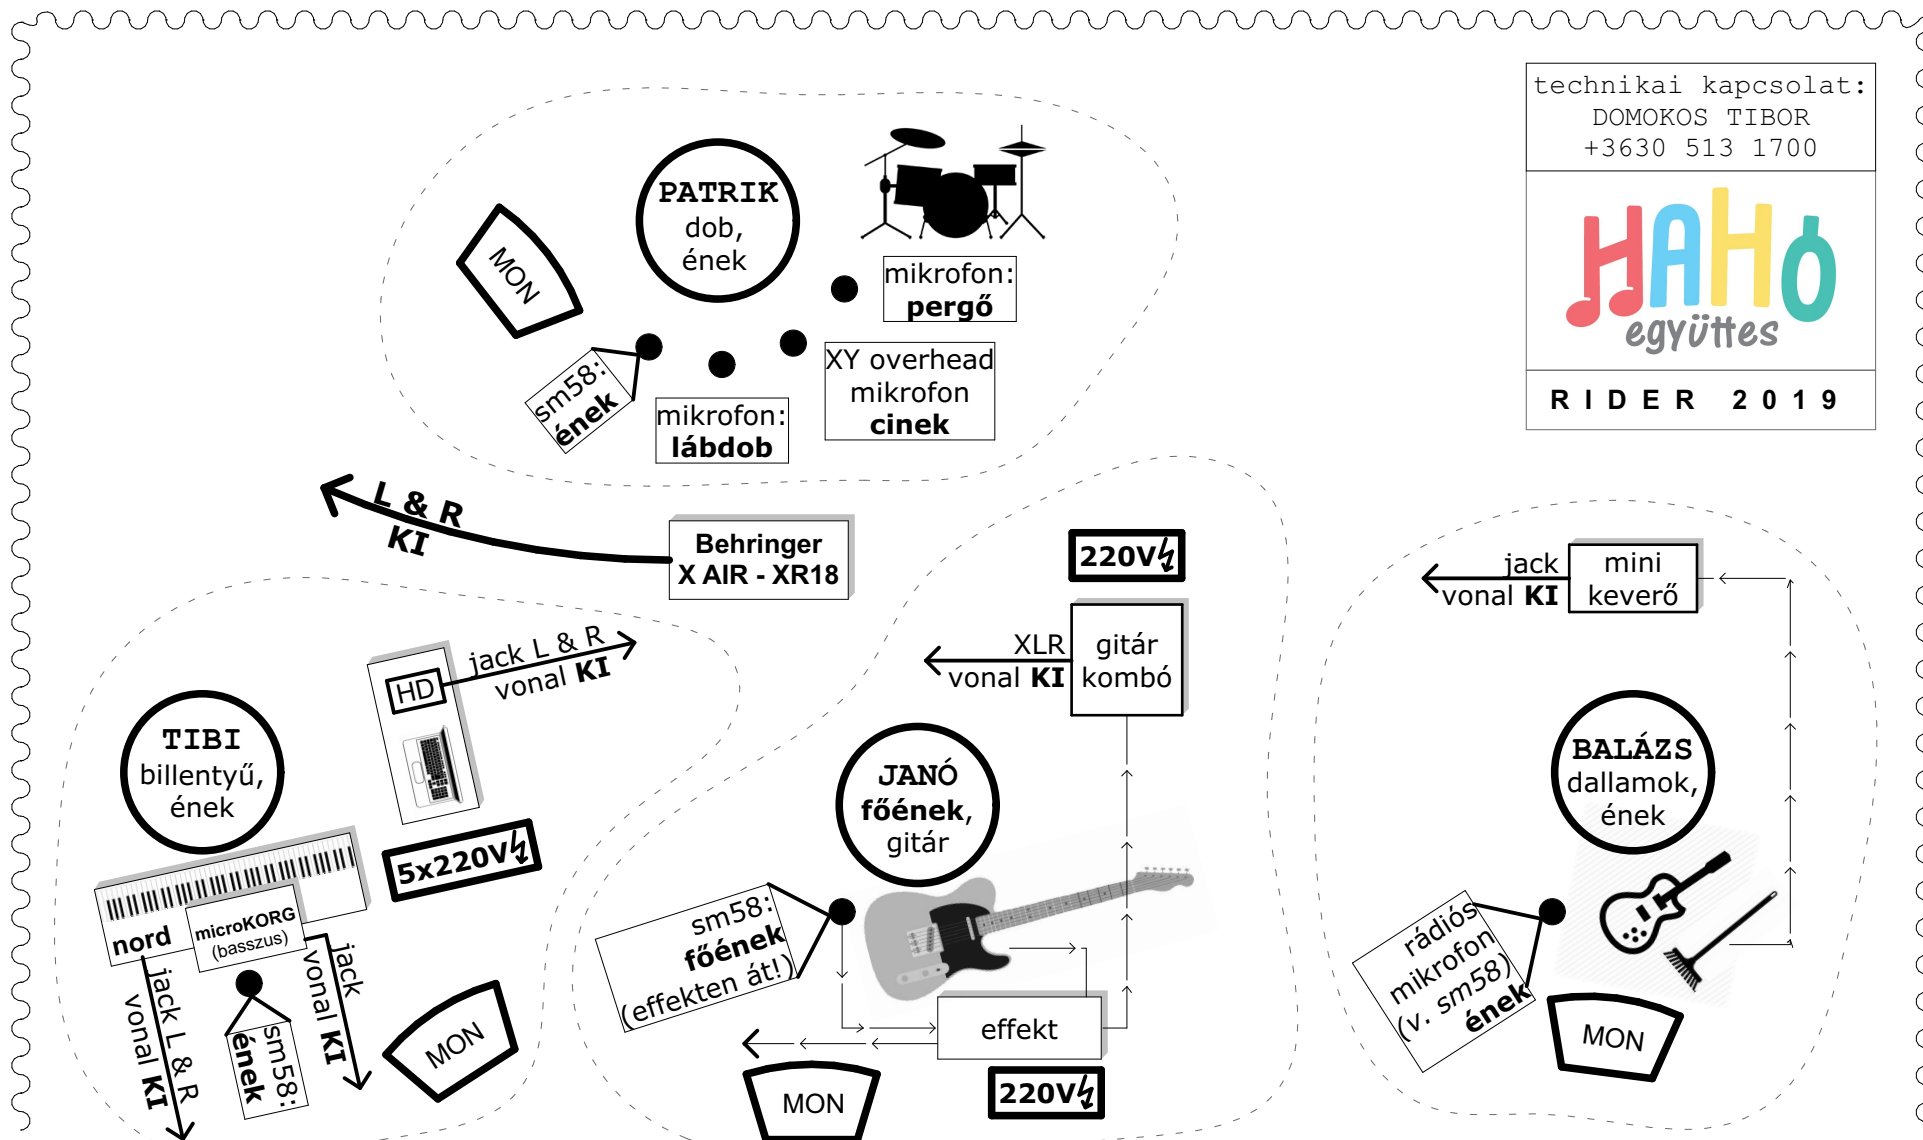 technikai kapcsolat:
DOMOKOS TIBOR
+3630 513 1700
HAHÓ
együttes
RIDER 2019
PATRIK
dob,
ének
MON
mikrofon:
pergő
XY overhead
mikrofon
cinek
mikrofon:
lábdob
sm58:
ének
L & R
KI
Behringer
X AIR - XR18
220V
jack
vonal KI
mini
keverő
XLR
vonal KI
gitár
kombó
jack L & R
vonal KI
HD
TIBI
billentyű,
ének
5x220V
nord
microKORG
(basszus)
jack L & R
vonal KI
sm58:
ének
jack
vonal KI
MON
JANÓ
főének,
gitár
sm58:
főének
(effekten át!)
effekt
MON
220V
BALÁZS
dallamok,
ének
rádiós
mikrofon
(v. sm58)
ének
MON